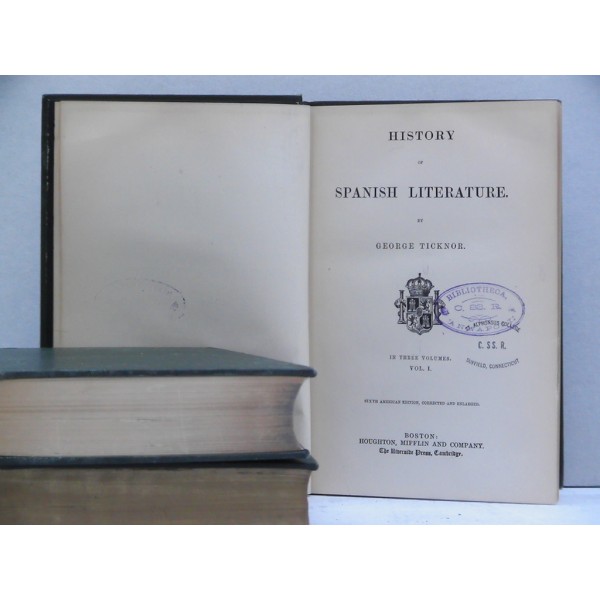 HISTORY
OF
SPANISH LITERATURE.
BY
GEORGE TICKNOR.
BIBLIOTHECA.
C. SS. R.
ST. ALPHONSUS COLLEGE
C. SS. R.
SUFFIELD, CONNECTICUT
IN THREE VOLUMES:
VOL. I.
SIXTH AMERICAN EDITION, CORRECTED AND ENLARGED.
BOSTON:
HOUGHTON, MIFFLIN AND COMPANY.
The Riverside Press, Cambridge.